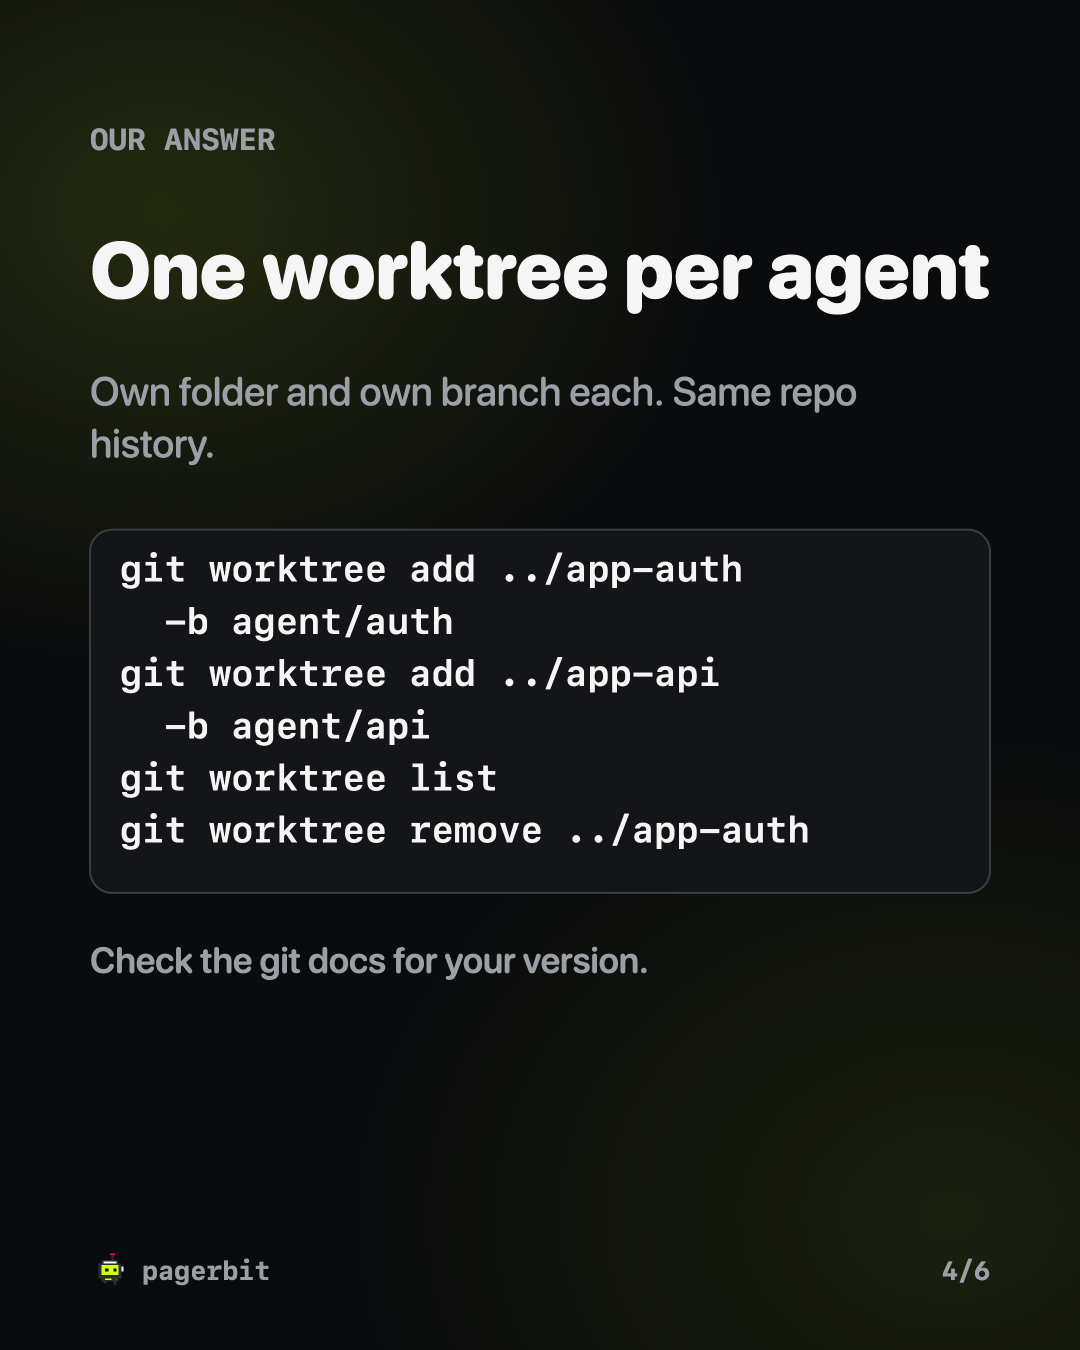 OUR ANSWER
One worktree per agent
Own folder and own branch each. Same repo
history.
git worktree add ../app-auth
  -b agent/auth
git worktree add ../app-api
  -b agent/api
git worktree list
git worktree remove ../app-auth
Check the git docs for your version.
pagerbit
4/6